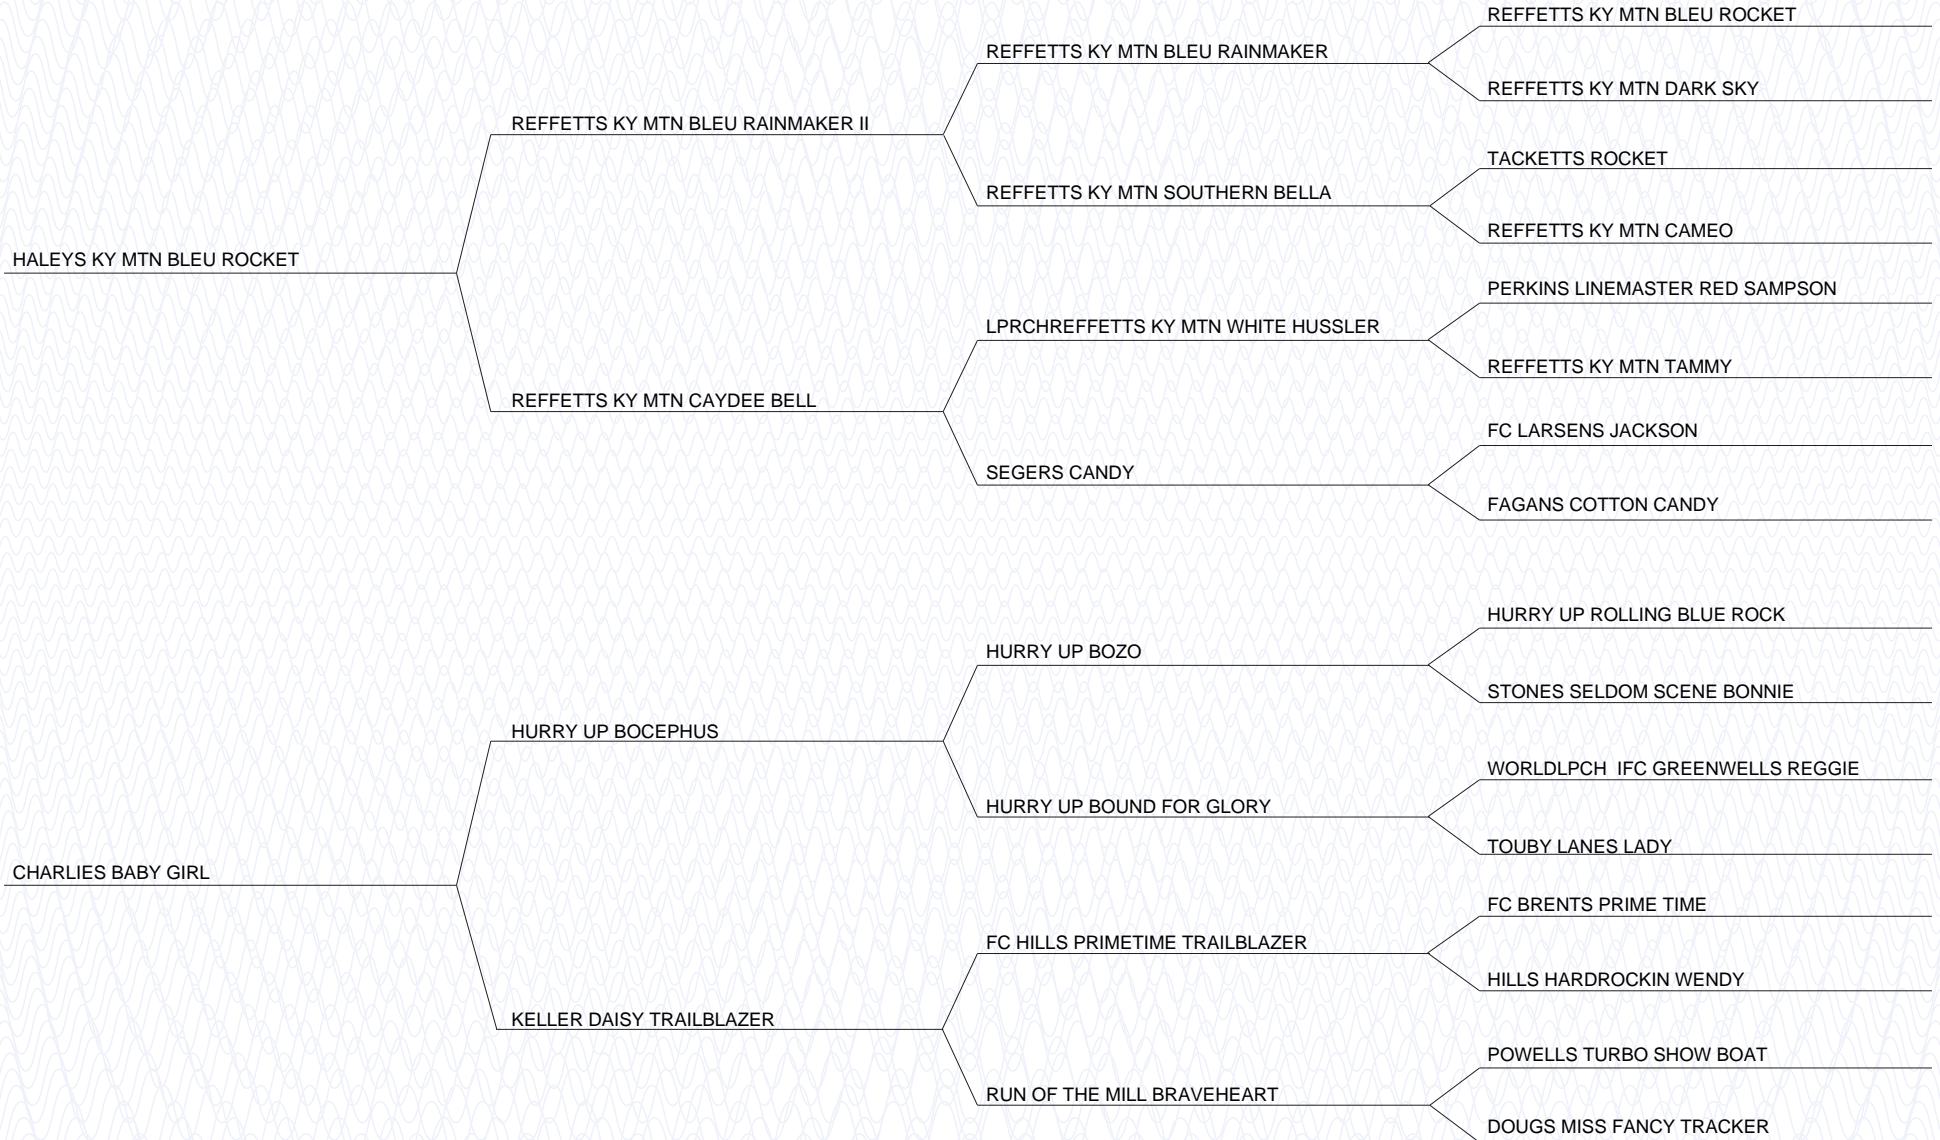 REFFETTS KY MTN BLEU ROCKET
REFFETTS KY MTN BLEU RAINMAKER
REFFETTS KY MTN DARK SKY
REFFETTS KY MTN BLEU RAINMAKER II
TACKETTS ROCKET
REFFETTS KY MTN SOUTHERN BELLA
REFFETTS KY MTN CAMEO
HALEYS KY MTN BLEU ROCKET
PERKINS LINEMASTER RED SAMPSON
LPRCHREFFETTS KY MTN WHITE HUSSLER
REFFETTS KY MTN TAMMY
REFFETTS KY MTN CAYDEE BELL
FC LARSENS JACKSON
SEGERS CANDY
FAGANS COTTON CANDY
HURRY UP ROLLING BLUE ROCK
HURRY UP BOZO
STONES SELDOM SCENE BONNIE
HURRY UP BOCEPHUS
WORLDLPCH  IFC GREENWELLS REGGIE
HURRY UP BOUND FOR GLORY
TOUBY LANES LADY
CHARLIES BABY GIRL
FC BRENTS PRIME TIME
FC HILLS PRIMETIME TRAILBLAZER
HILLS HARDROCKIN WENDY
KELLER DAISY TRAILBLAZER
POWELLS TURBO SHOW BOAT
RUN OF THE MILL BRAVEHEART
DOUGS MISS FANCY TRACKER